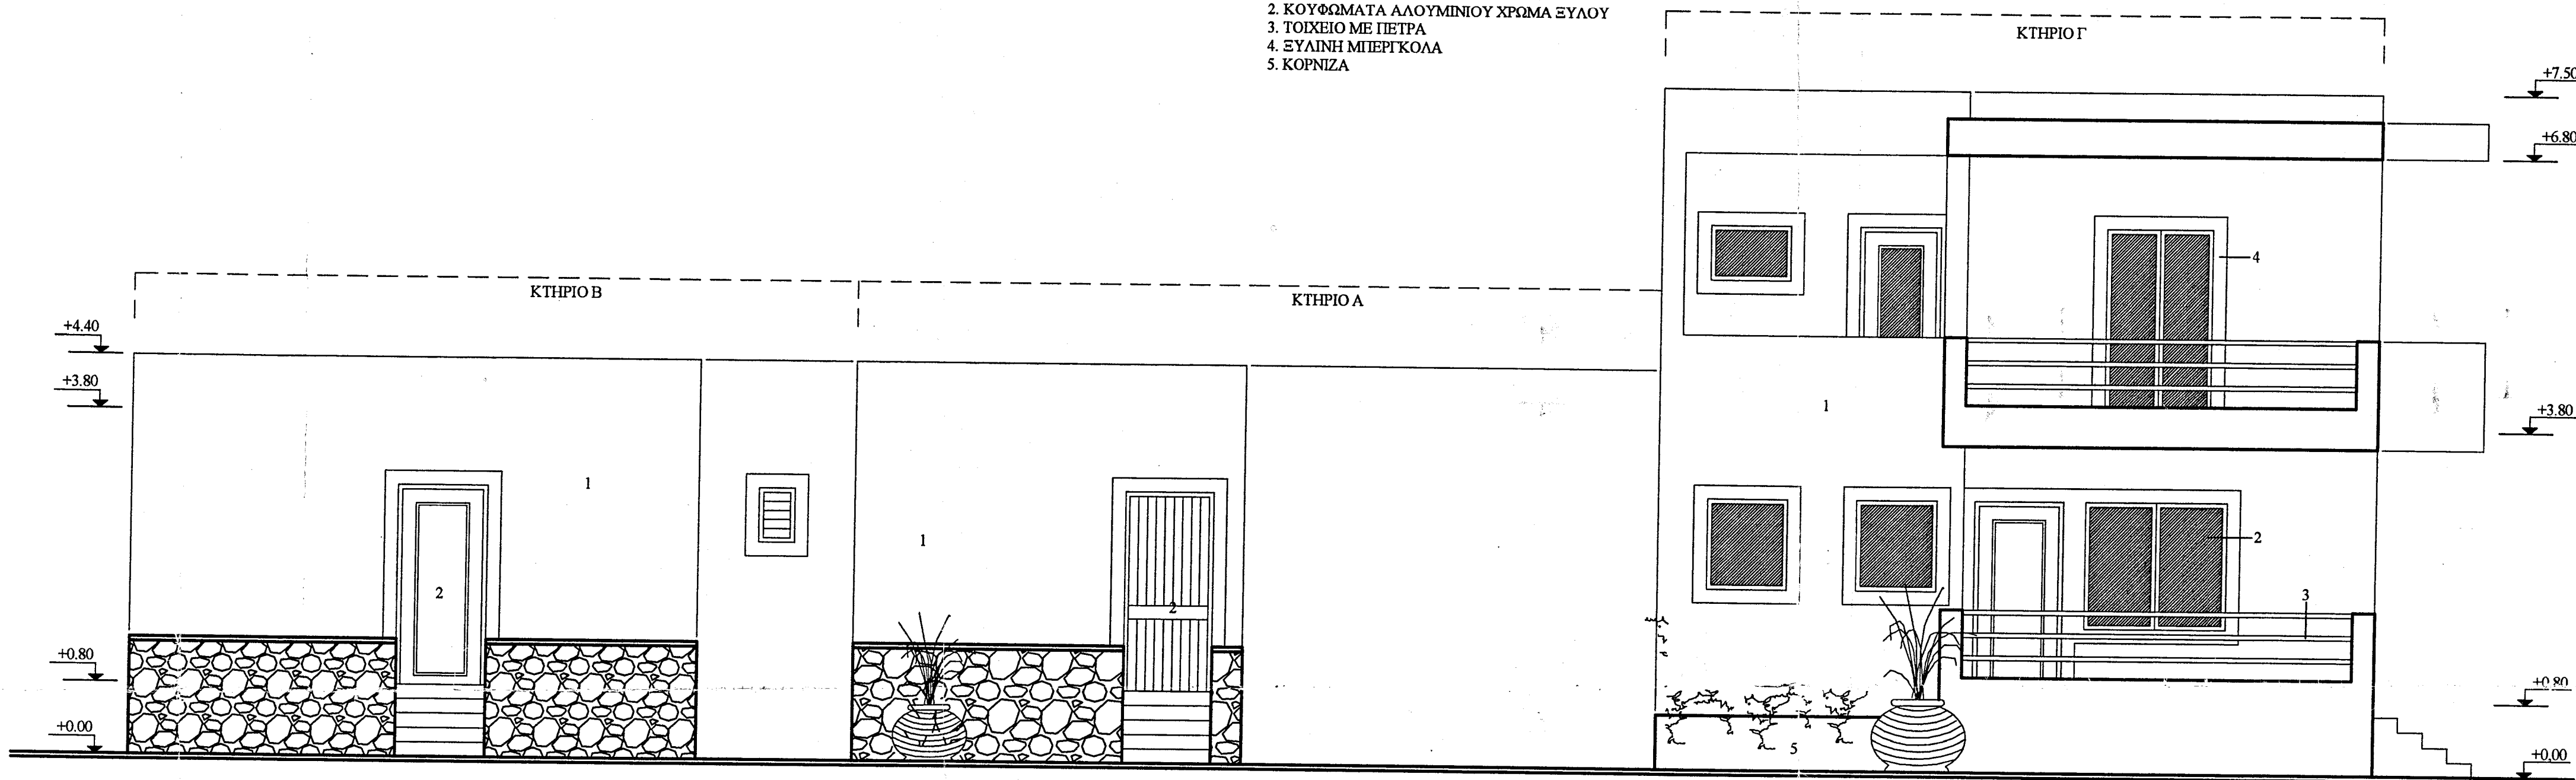 2. ΚΟΥΦΩΜΑΤΑ ΑΛΟΥΜΙΝΙΟΥ ΧΡΩΜΑ ΞΥΛΟΥ
3. ΤΟΙΧΕΙΟ ΜΕ ΠΕΤΡΑ
4. ΞΥΛΙΝΗ ΜΠΕΡΓΚΟΛΑ
5. ΚΟΡΝΙΖΑ
ΚΤΗΡΙΟ Γ
+7.50
+6.80
4
ΚΤΗΡΙΟ Β
ΚΤΗΡΙΟ Α
+4.40
+3.80
1
+3.80
1
1
2
2
2
3
+0.80
+0.80
+0.00
5
+0,00